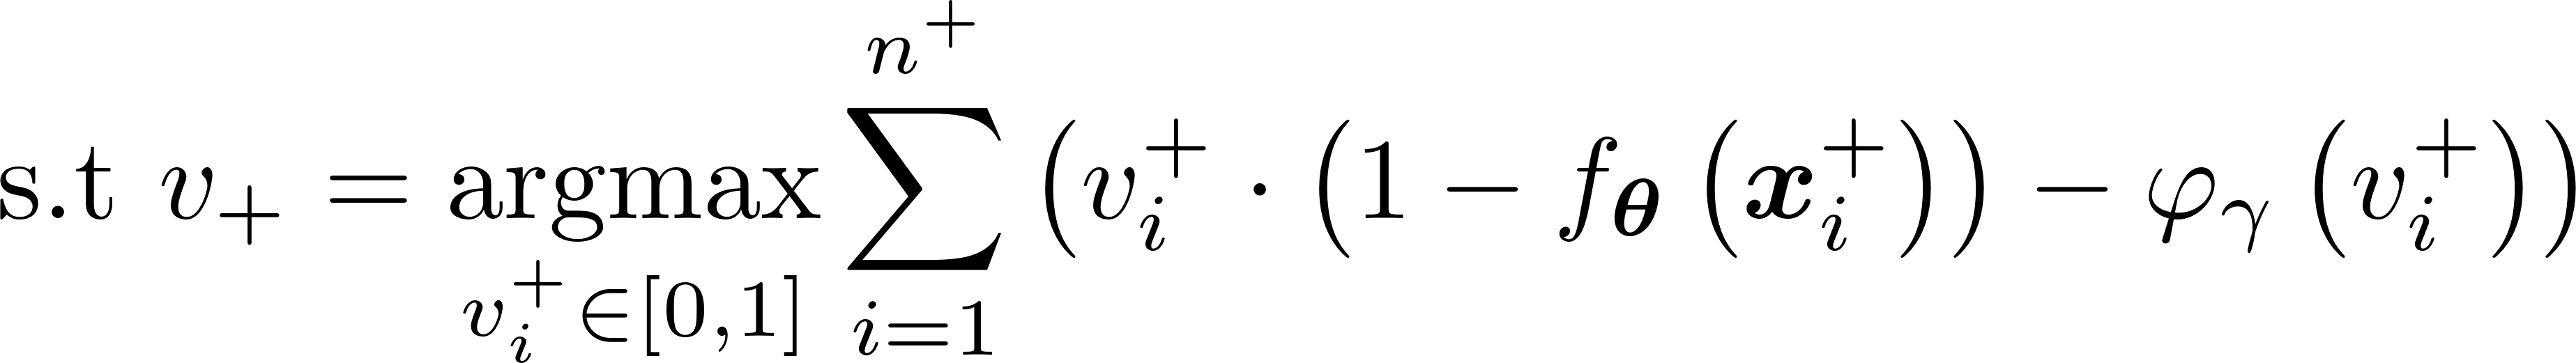 s.t $v_+ = \underset{v_i^+ \in [0,1]}{\operatorname{argmax}} \sum_{i=1}^{n^+} \left( v_i^+ \cdot \left( 1 - f_{\boldsymbol{\theta}} \left( \boldsymbol{x}_i^+ \right) \right) - \varphi_\gamma \left( v_i^+ \right) \right)$